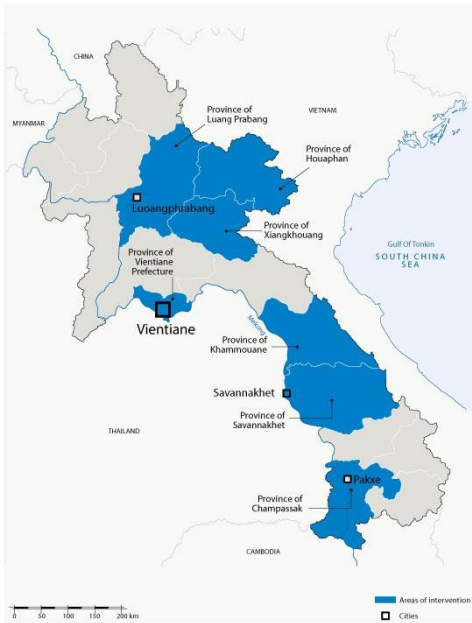 CHINA
Province of
Luang Prabang
VIETNAM
MYANMAR
Province of
Houaphan
Luoangphrabang
Province of
Xiangkhouang
Gulf Of Tonkin
SOUTH CHINA
SEA
Province of
Vientiane
Prefecture
Vientiane
Mekong
Province of
Khammouane
Savannakhet
Province of
Savannakhet
THAILAND
Pakxe
Province of
Champassak
CAMBODIA
Areas of intervention
Cities
0 50 100 150 200 km